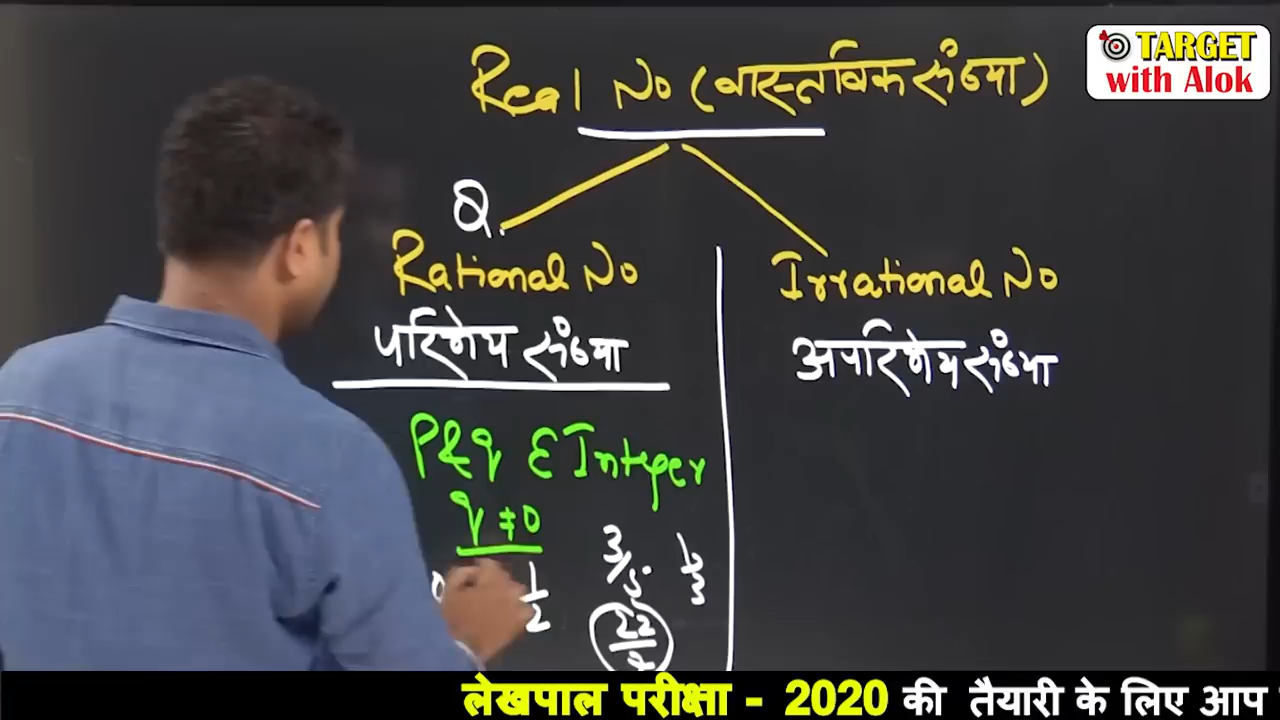 TARGET
with Alok
Real No (वास्तविक संख्या)
Q.
Rational No
परिमेय संख्या
Irrational No
अपरिमेय संख्या
P & q ∈ Integer
q ≠ 0
1/2
3/5
1/3
22
लेखपाल परीक्षा - 2020 की तैयारी के लिए आप